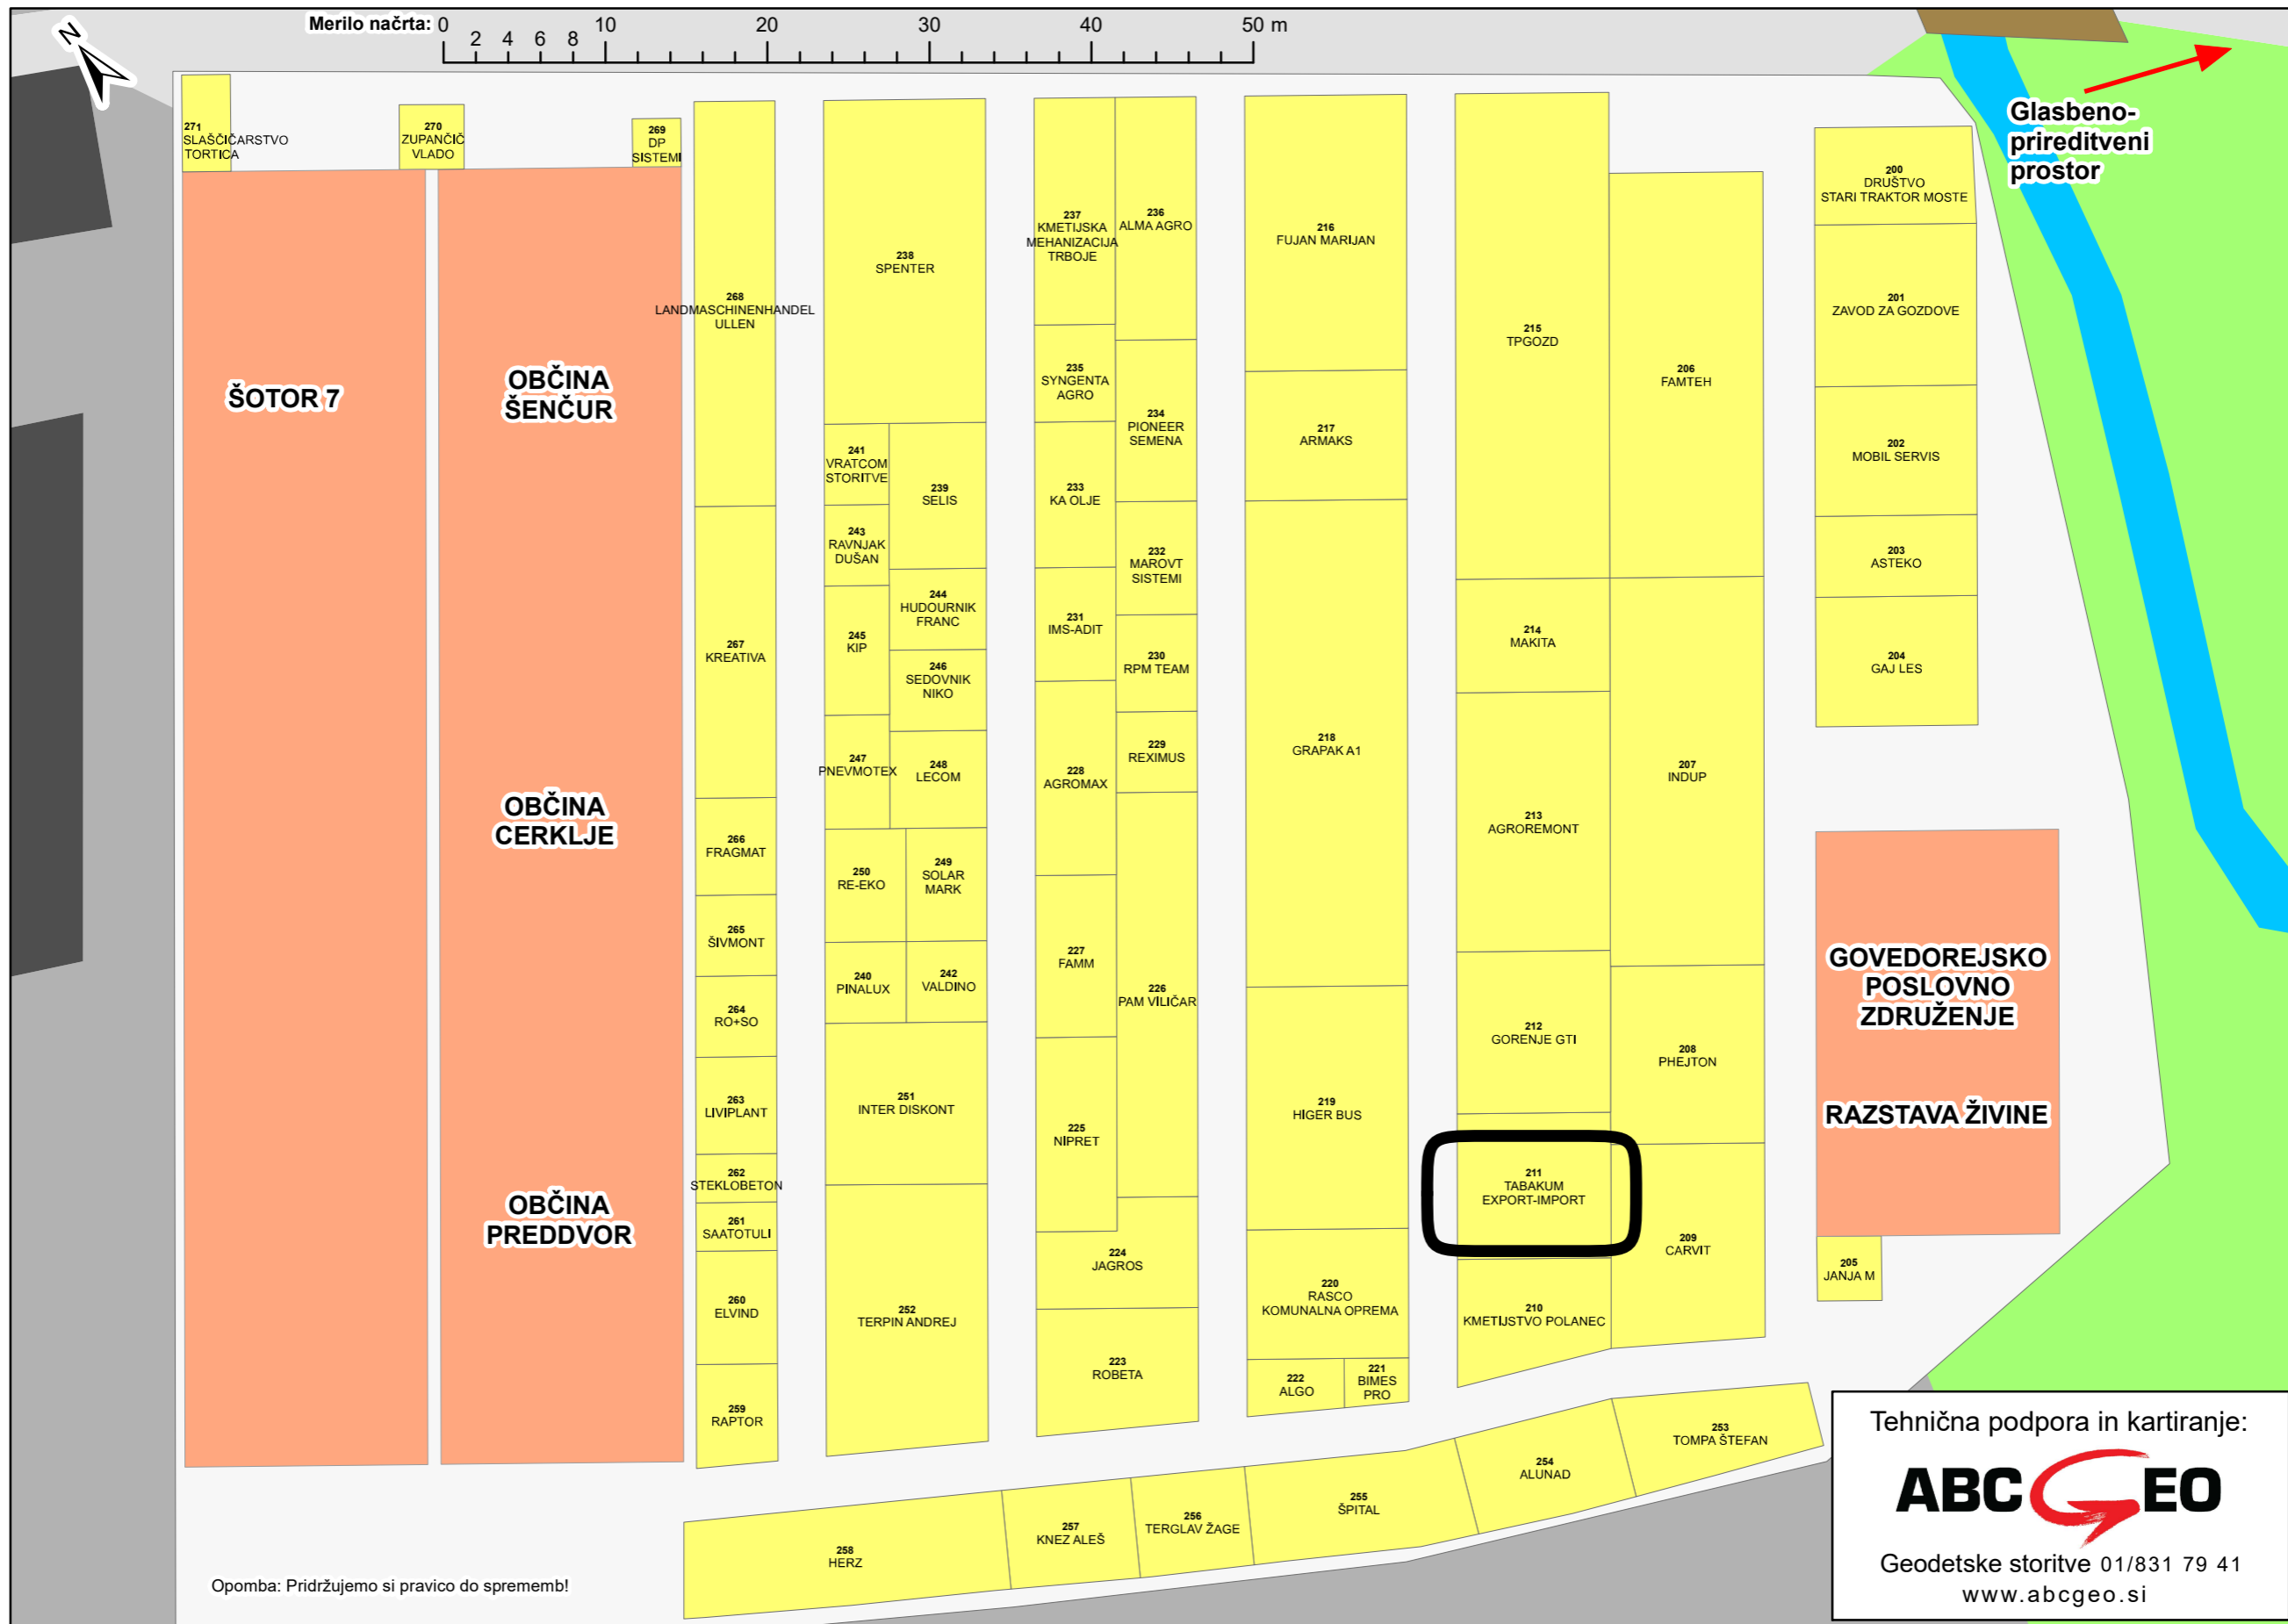 Merilo načrta: 0 10 20 30 40 50 m
2 4 6 8
N
Glasbeno-
prireditveni
prostor
271
SLAŠČIČARSTVO
TORTICA
270
ZUPANČIČ
VLADO
269
DP
SISTEMI
ŠOTOR 7
OBČINA
ŠENČUR
OBČINA
CERKLJE
OBČINA
PREDDVOR
268
LANDMASCHINENHANDEL
ULLEN
267
KREATIVA
266
FRAGMAT
265
ŠIVMONT
264
RO+SO
263
LIVIPLANT
262
STEKLOBETON
261
SAATOTULI
260
ELVIND
259
RAPTOR
238
SPENTER
241
VRATCOM
STORITVE
239
SELIS
243
RAVNJAK
DUŠAN
244
HUDOURNIK
FRANC
245
KIP
246
SEDOVNIK
NIKO
247
PNEVMOTEX
248
LECOM
250
RE-EKO
249
SOLAR
MARK
240
PINALUX
242
VALDINO
251
INTER DISKONT
252
TERPIN ANDREJ
237
KMETIJSKA
MEHANIZACIJA
TRBOJE
236
ALMA AGRO
235
SYNGENTA
AGRO
234
PIONEER
SEMENA
233
KA OLJE
232
MAROVT
SISTEMI
231
IMS-ADIT
230
RPM TEAM
229
REXIMUS
228
AGROMAX
227
FAMM
226
PAM VILIČAR
225
NIPRET
224
JAGROS
223
ROBETA
216
FUJAN MARIJAN
217
ARMAKS
218
GRAPAK A1
219
HIGER BUS
220
RASCO
KOMUNALNA OPREMA
222
ALGO
221
BIMES
PRO
215
TPGOZD
206
FAMTEH
214
MAKITA
213
AGROREMONT
207
INDUP
212
GORENJE GTI
208
PHEJTON
211
TABAKUM
EXPORT-IMPORT
209
CARVIT
210
KMETIJSTVO POLANEC
200
DRUŠTVO
STARI TRAKTOR MOSTE
201
ZAVOD ZA GOZDOVE
202
MOBIL SERVIS
203
ASTEKO
204
GAJ LES
GOVEDOREJSKO
POSLOVNO
ZDRUŽENJE
RAZSTAVA ŽIVINE
205
JANJA M
253
TOMPA ŠTEFAN
254
ALUNAD
255
ŠPITAL
256
TERGLAV ŽAGE
257
KNEZ ALEŠ
258
HERZ
Opomba: Pridržujemo si pravico do sprememb!
Tehnična podpora in kartiranje:
ABC GEO
Geodetske storitve 01/831 79 41
www.abcgeo.si